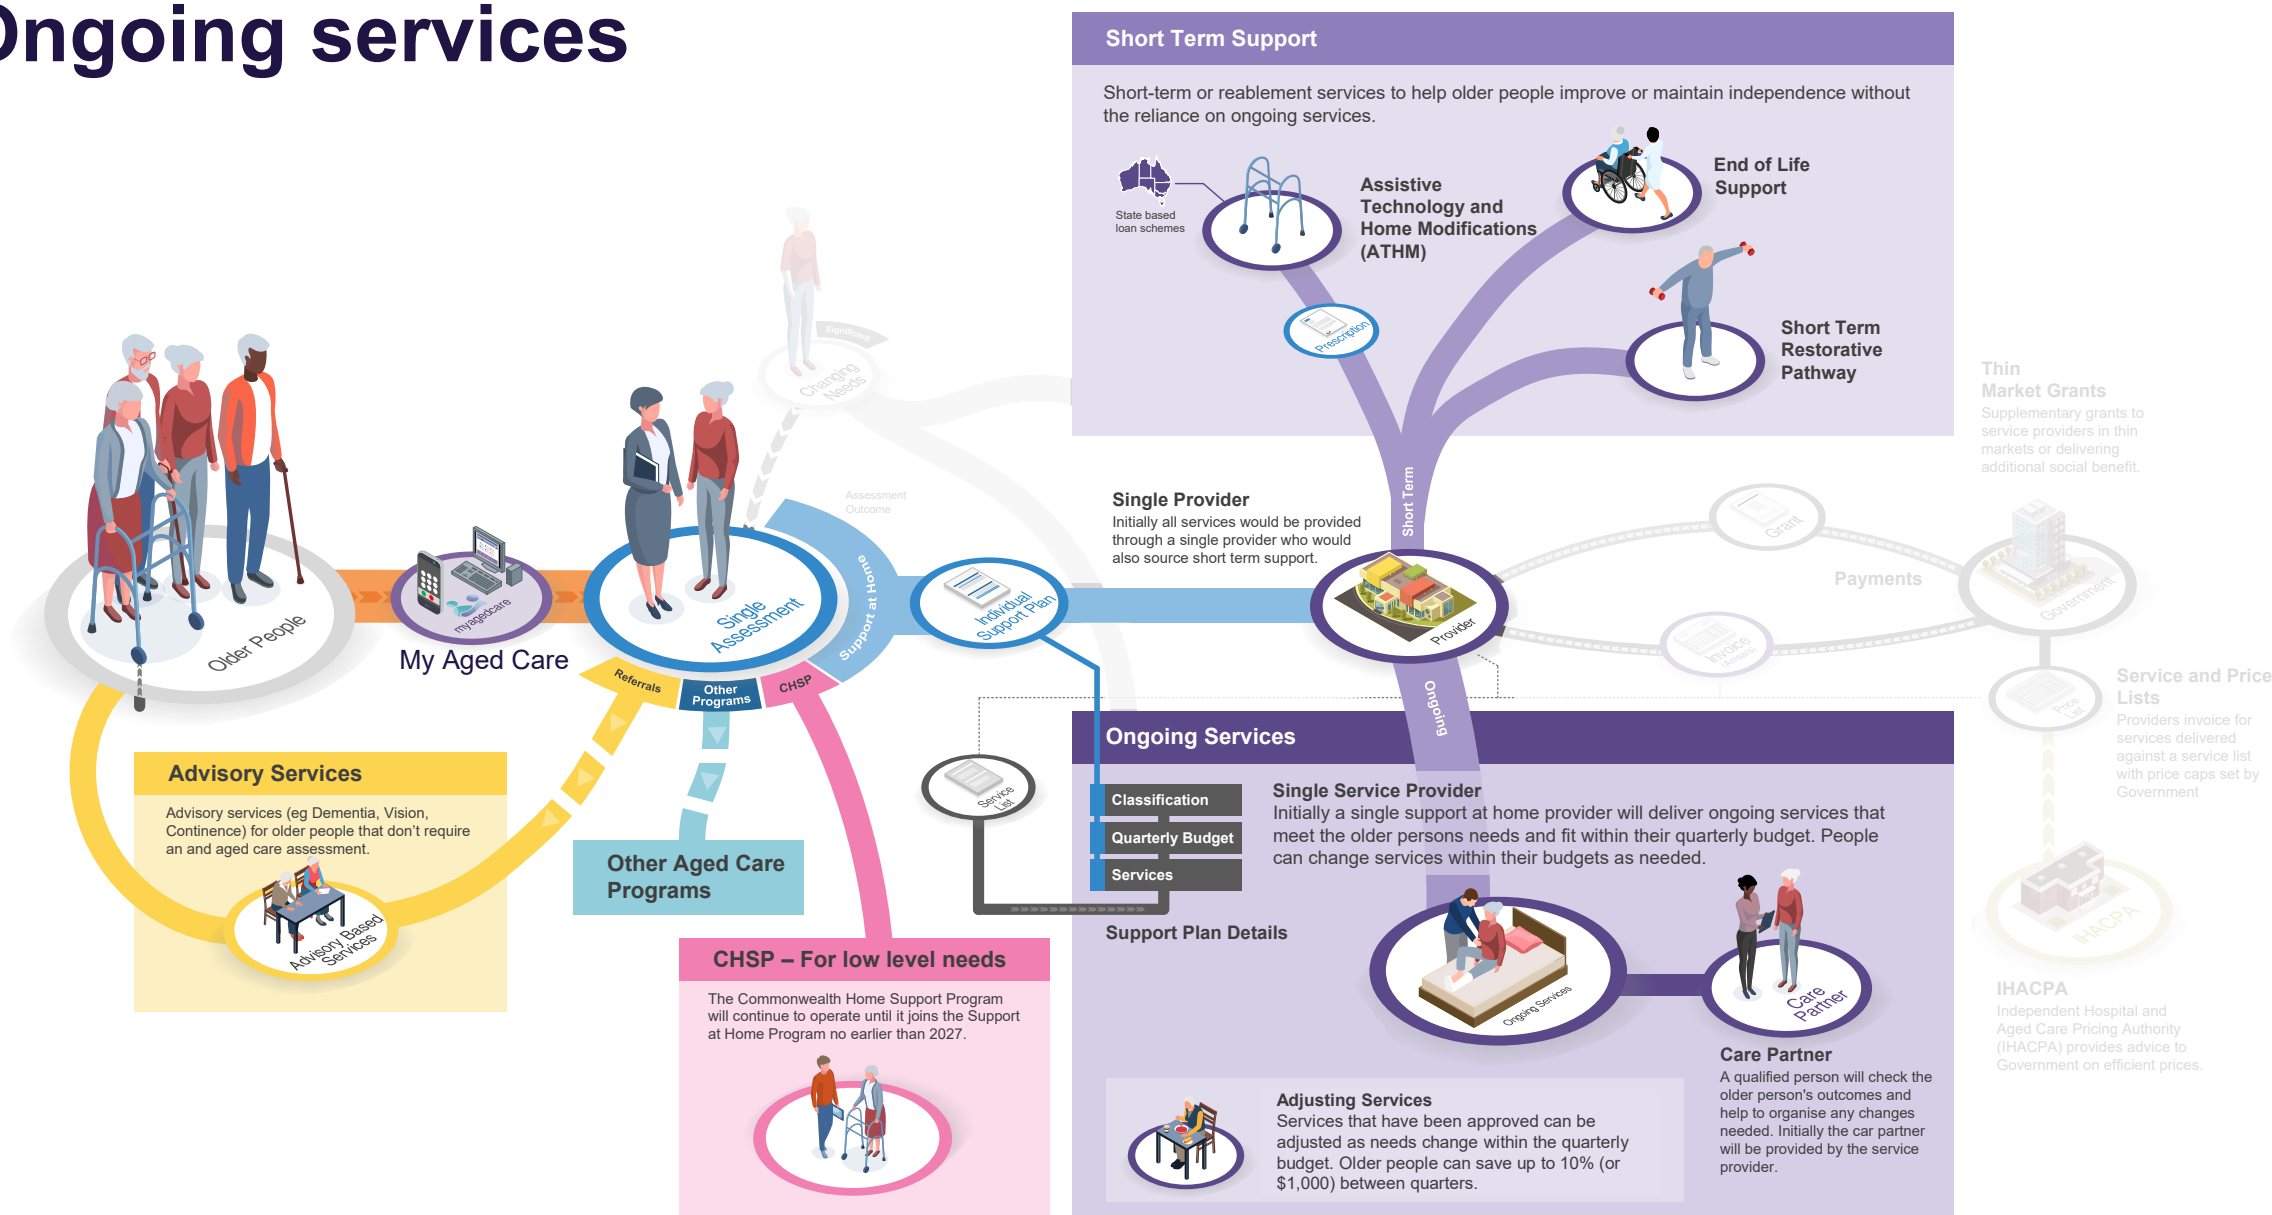 Ongoing services
Short Term Support
Short-term or reablement services to help older people improve or maintain independence without
the reliance on ongoing services.
State based
loan schemes
Assistive
Technology and
Home Modifications
(ATHM)
End of Life
Support
Prescription
Short Term
Restorative
Pathway
Significant
Changing
Needs
Thin
Market Grants
Supplementary grants to
service providers in thin
markets or delivering
additional social benefit.
Assessment
Outcome
Short Term
Single Provider
Initially all services would be provided
through a single provider who would
also source short term support.
Older People
myagedcare
My Aged Care
Single
Assessment
Support at Home
Individual
Support Plan
Provider
Grant
Payments
Invoice
(Arrears)
Government
Referrals
Other
Programs
CHSP
Ongoing
Price
List
Service and Price
Lists
Providers invoice for
services delivered
against a service list
with price caps set by
Government
Advisory Services
Advisory services (eg Dementia, Vision,
Continence) for older people that don't require
an and aged care assessment.
Advisory Based
Services
Other Aged Care
Programs
CHSP – For low level needs
The Commonwealth Home Support Program
will continue to operate until it joins the Support
at Home Program no earlier than 2027.
Service
List
Ongoing Services
Classification
Quarterly Budget
Services
Support Plan Details
Single Service Provider
Initially a single support at home provider will deliver ongoing services that
meet the older persons needs and fit within their quarterly budget. People
can change services within their budgets as needed.
Ongoing Services
Care
Partner
Care Partner
A qualified person will check the
older person's outcomes and
help to organise any changes
needed. Initially the car partner
will be provided by the service
provider.
Adjusting Services
Services that have been approved can be
adjusted as needs change within the quarterly
budget. Older people can save up to 10% (or
$1,000) between quarters.
IHACPA
IHACPA
Independent Hospital and
Aged Care Pricing Authority
(IHACPA) provides advice to
Government on efficient prices.